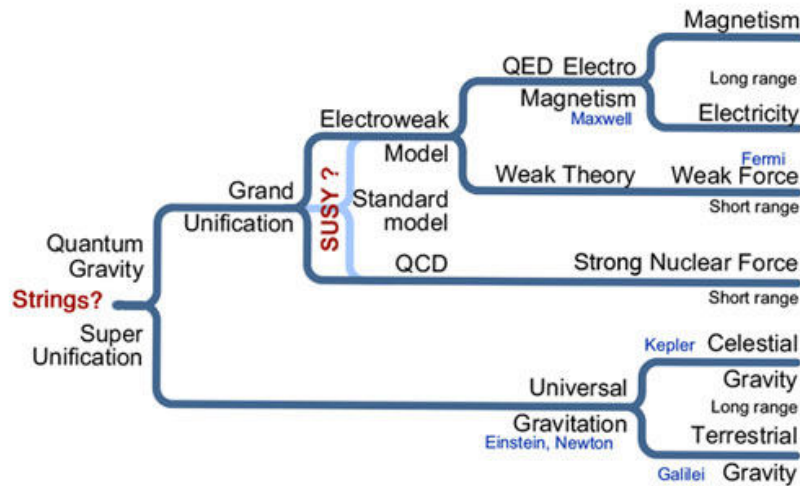 Magnetism
QED Electro
Long range
Magnetism
Maxwell
Electricity
Electroweak
Model
Fermi
Weak Theory
Weak Force
Short range
SUSY ?
Grand
Unification
Standard
model
Quantum
Gravity
QCD
Strong Nuclear Force
Short range
Strings?
Super
Unification
Kepler
Celestial
Gravity
Universal
Gravitation
Einstein, Newton
Long range
Terrestrial
Galilei
Gravity